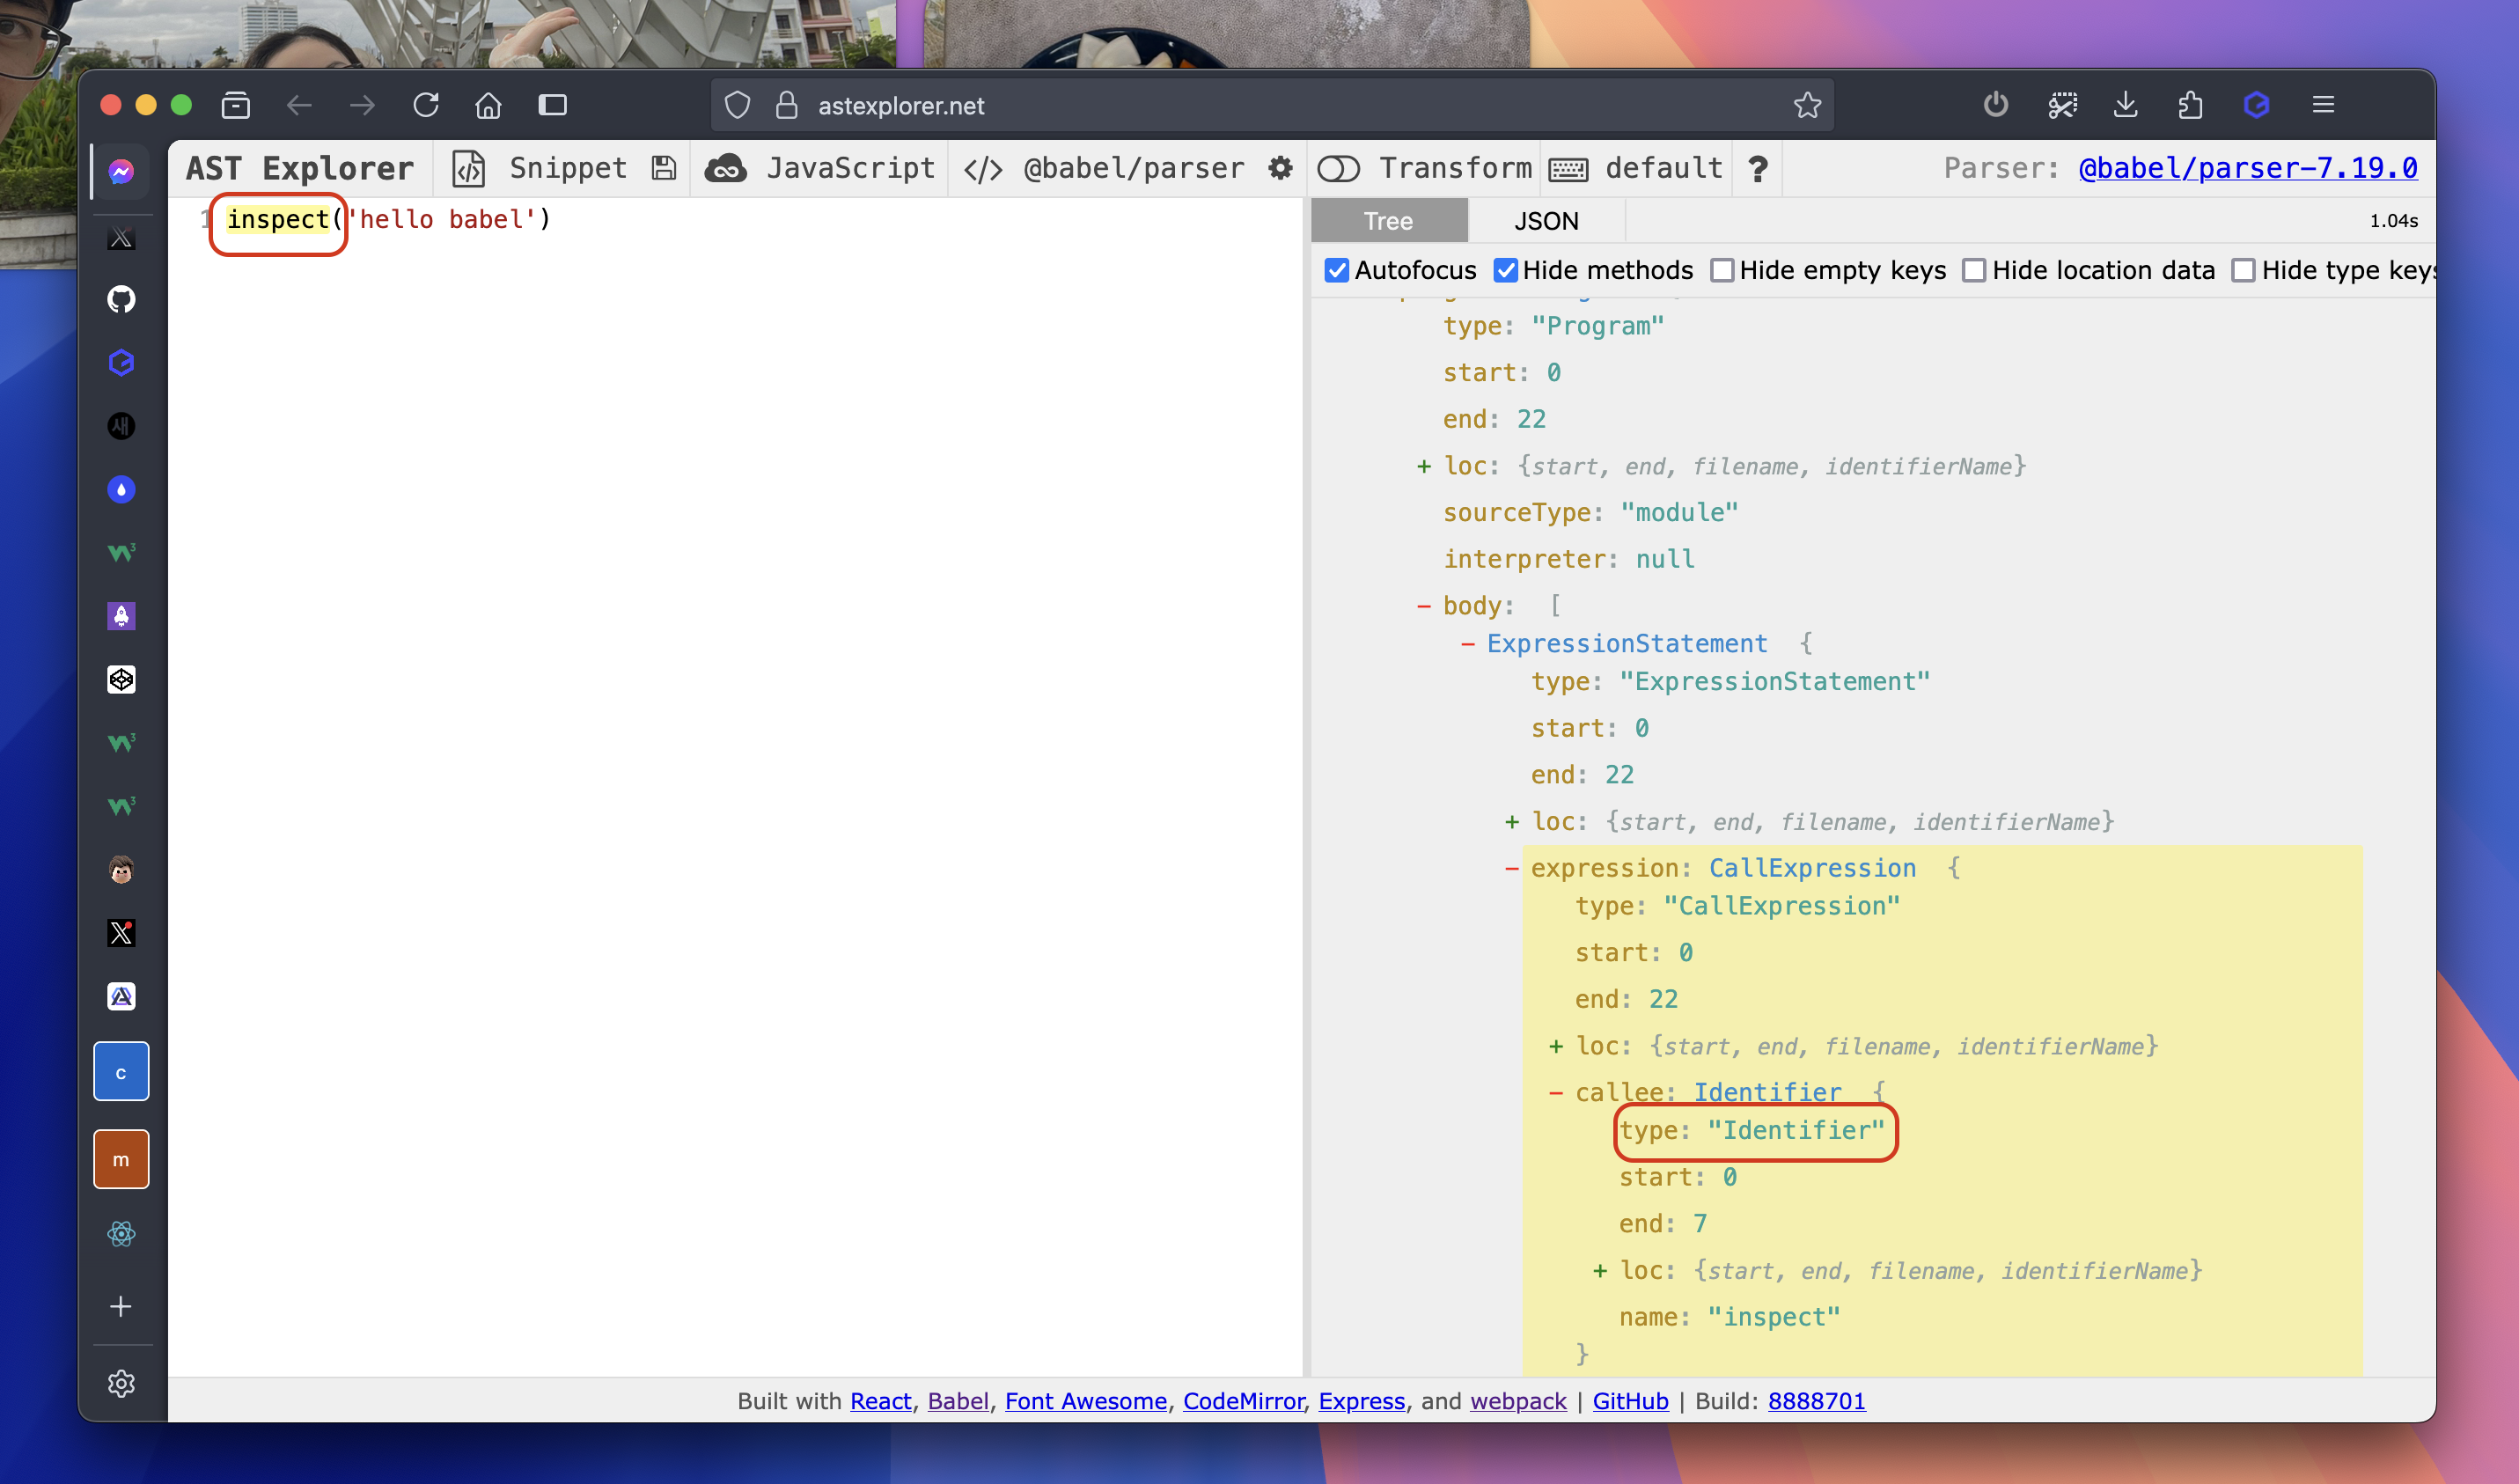 astexplorer.net
AST Explorer Snippet JavaScript </> @babel/parser Transform default ? Parser: @babel/parser-7.19.0
1 inspect('hello babel')
Tree JSON 1.04s
Autofocus Hide methods Hide empty keys Hide location data Hide type keys
type: "Program"
start: 0
end: 22
+ loc: {start, end, filename, identifierName}
sourceType: "module"
interpreter: null
- body: [
- ExpressionStatement {
type: "ExpressionStatement"
start: 0
end: 22
+ loc: {start, end, filename, identifierName}
- expression: CallExpression {
type: "CallExpression"
start: 0
end: 22
+ loc: {start, end, filename, identifierName}
- callee: Identifier {
type: "Identifier"
start: 0
end: 7
+ loc: {start, end, filename, identifierName}
name: "inspect"
}
새
c
m
Built with React, Babel, Font Awesome, CodeMirror, Express, and webpack | GitHub | Build: 8888701